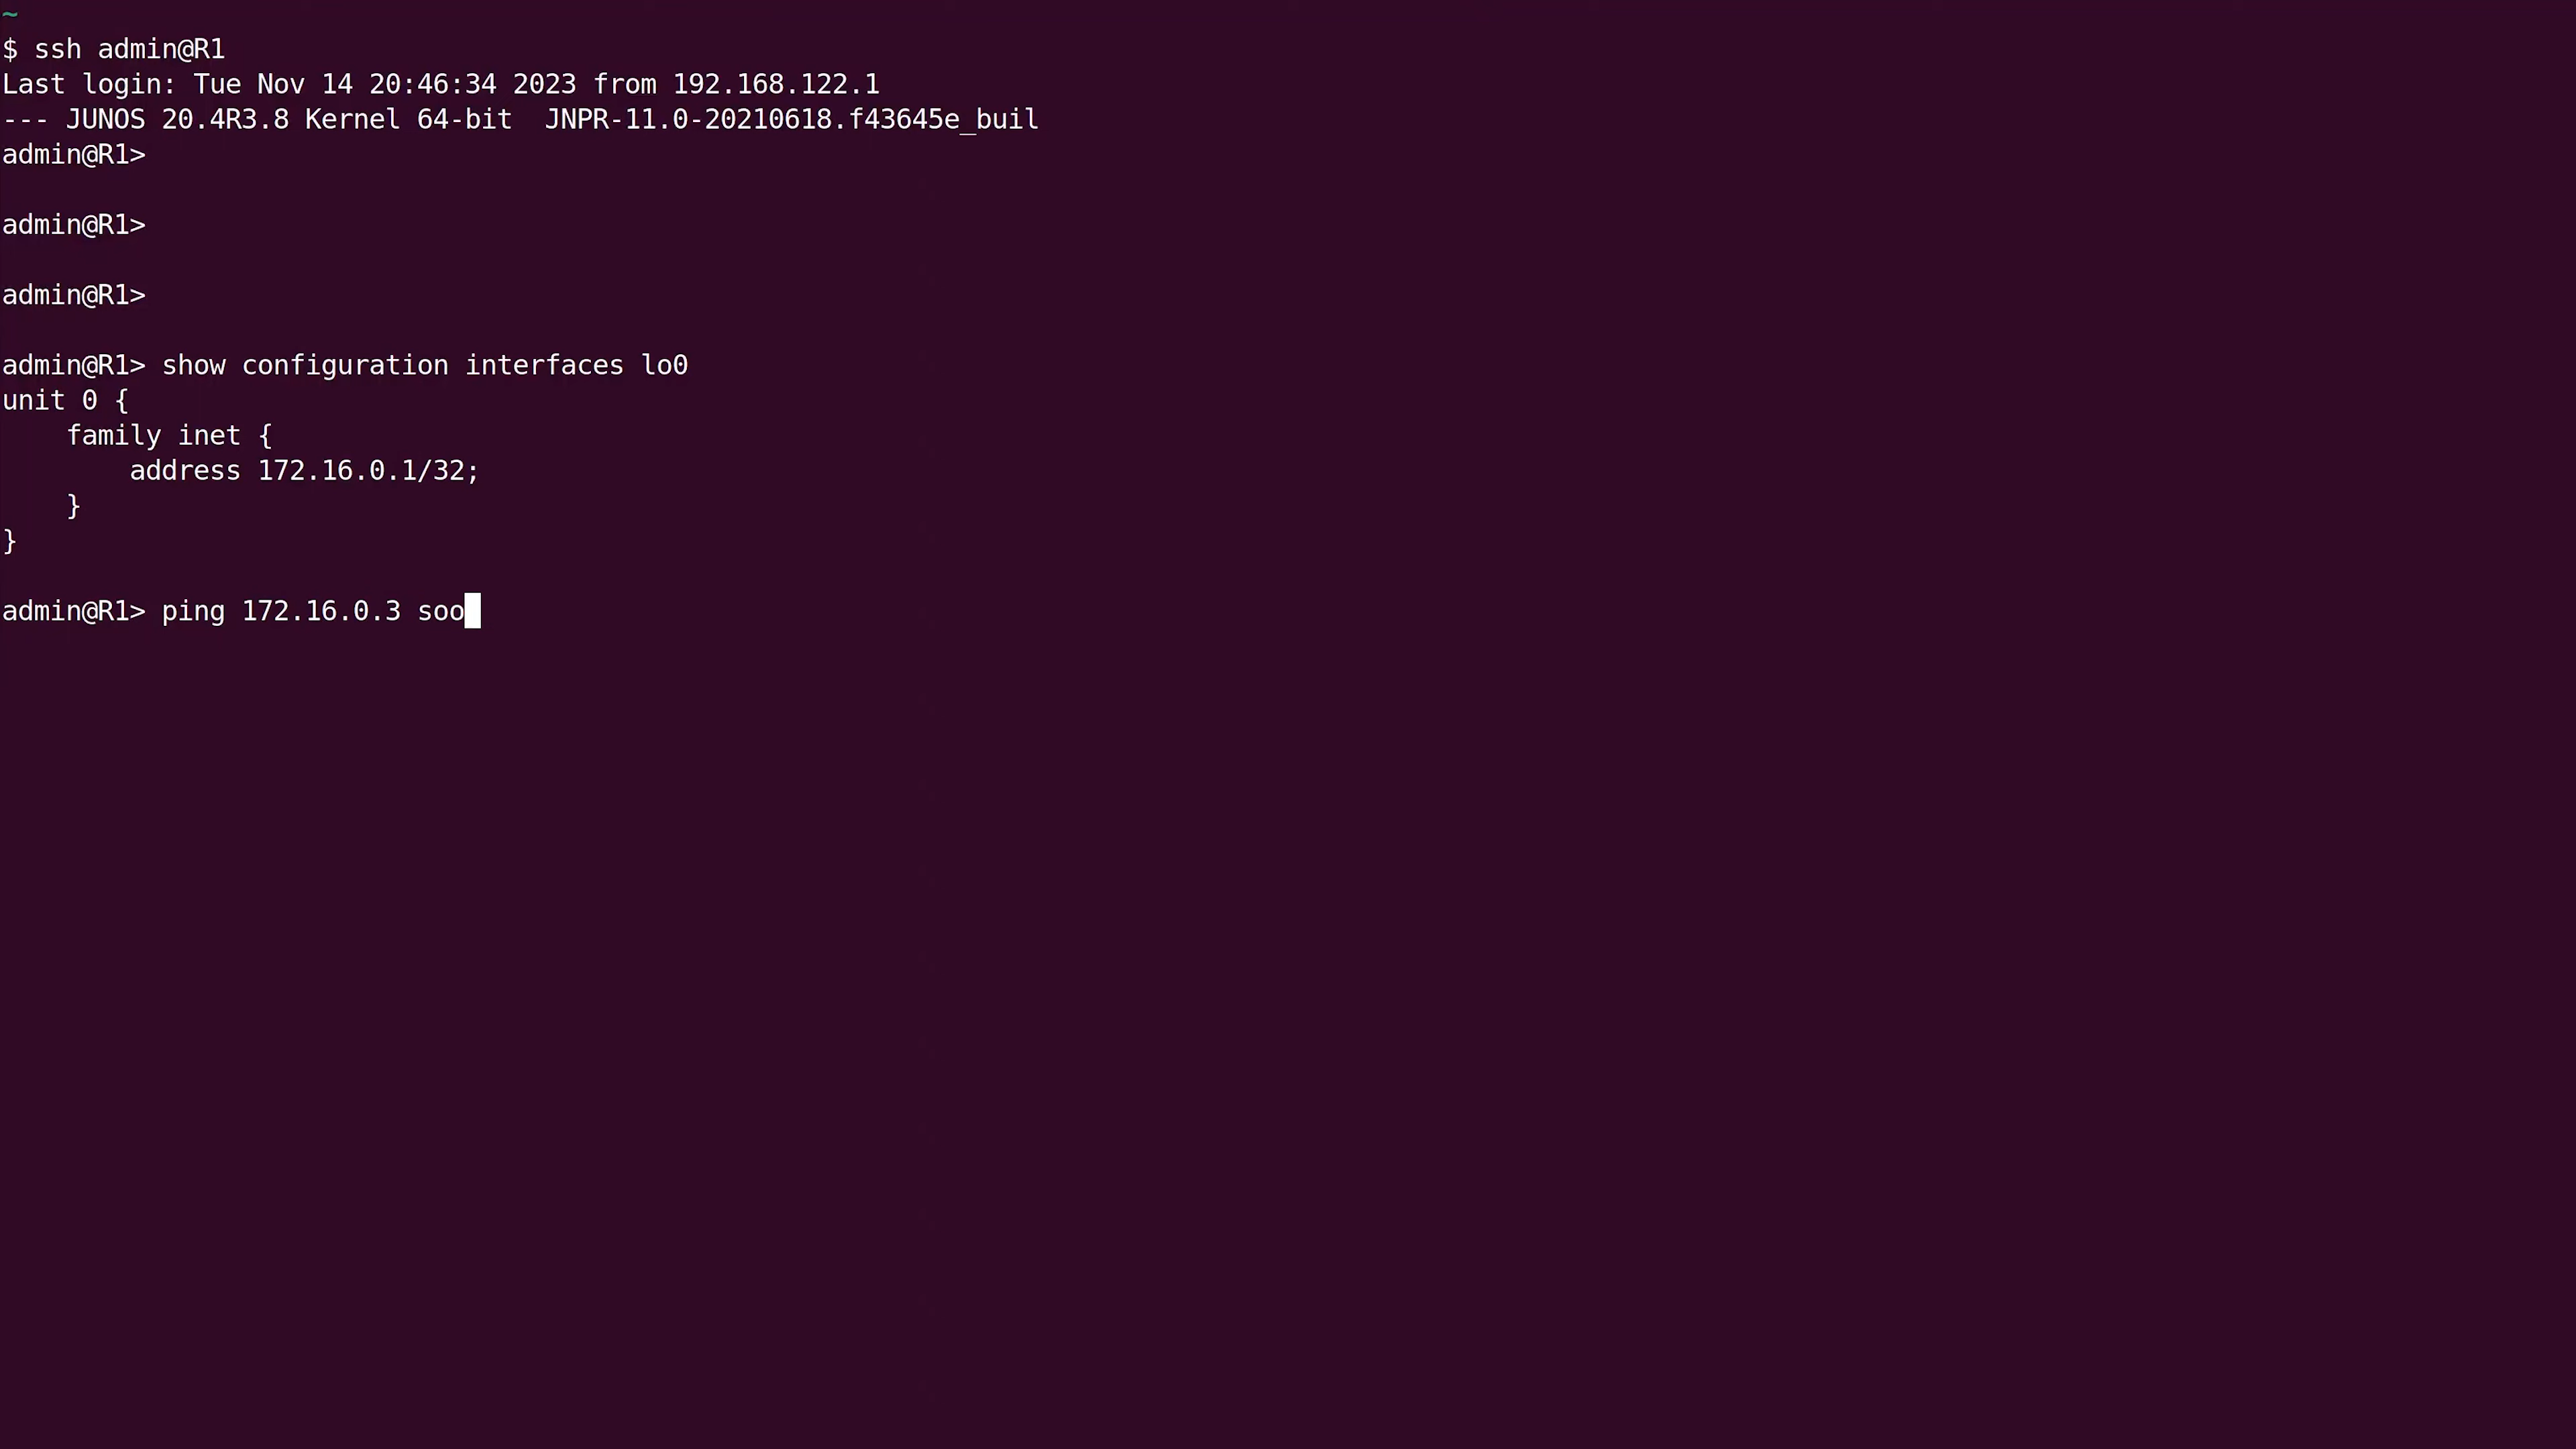 ~
$ ssh admin@R1
Last login: Tue Nov 14 20:46:34 2023 from 192.168.122.1
--- JUNOS 20.4R3.8 Kernel 64-bit  JNPR-11.0-20210618.f43645e_buil
admin@R1>
admin@R1>
admin@R1>
admin@R1> show configuration interfaces lo0
unit 0 {
    family inet {
        address 172.16.0.1/32;
    }
}
admin@R1> ping 172.16.0.3 soo